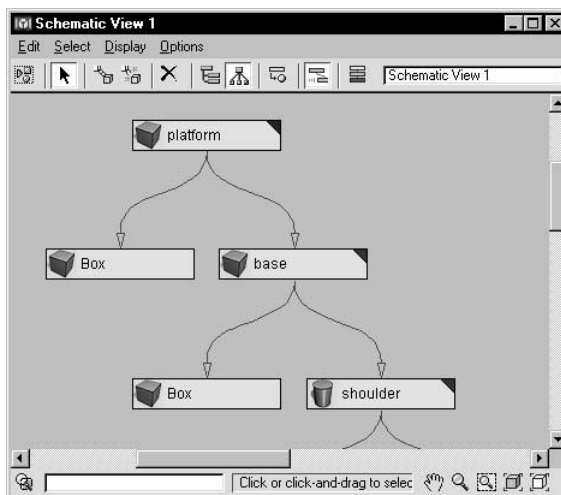 Schematic View 1
Edit Select Display Options
Schematic View 1
platform
Box base
Box shoulder
Click or click-and-drag to selec